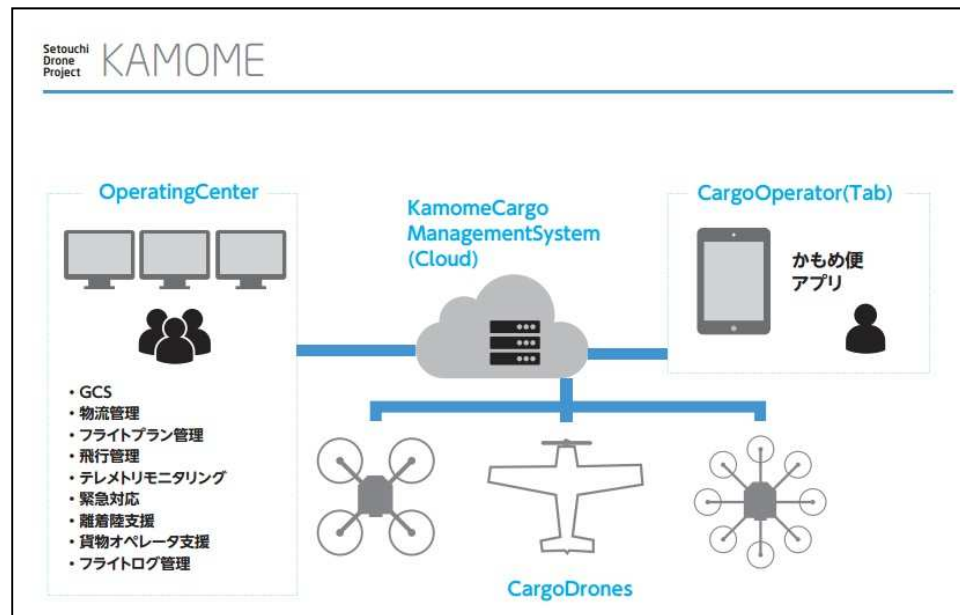 Setouchi
Drone
Project
KAMOME
OperatingCenter
・GCS
・物流管理
・フライトプラン管理
・飛行管理
・テレメトリモニタリング
・緊急対応
・離着陸支援
・貨物オペレータ支援
・フライトログ管理
KamomeCargo
ManagementSystem
(Cloud)
CargoOperator(Tab)
かもめ便
アプリ
CargoDrones